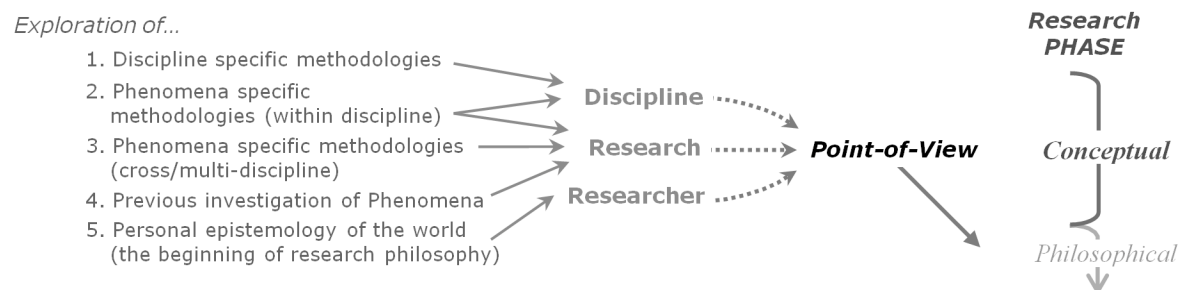 Exploration of...
1. Discipline specific methodologies
2. Phenomena specific
methodologies (within discipline)
3. Phenomena specific methodologies
(cross/multi-discipline)
4. Previous investigation of Phenomena
5. Personal epistemology of the world
(the beginning of research philosophy)
Discipline
Research
Researcher
Point-of-View
Research
PHASE
Conceptual
Philosophical